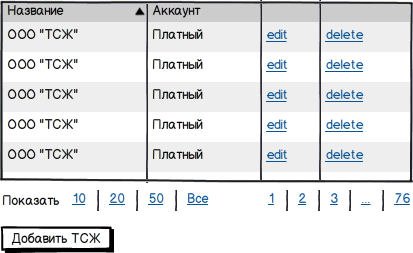 Название ▲ Аккаунт
ООО "ТСЖ" Платный edit delete
ООО "ТСЖ" Платный edit delete
ООО "ТСЖ" Платный edit delete
ООО "ТСЖ" Платный edit delete
ООО "ТСЖ" Платный edit delete
Показать 10 | 20 | 50 | Все 1 | 2 | 3 | ... | 76
Добавить ТСЖ